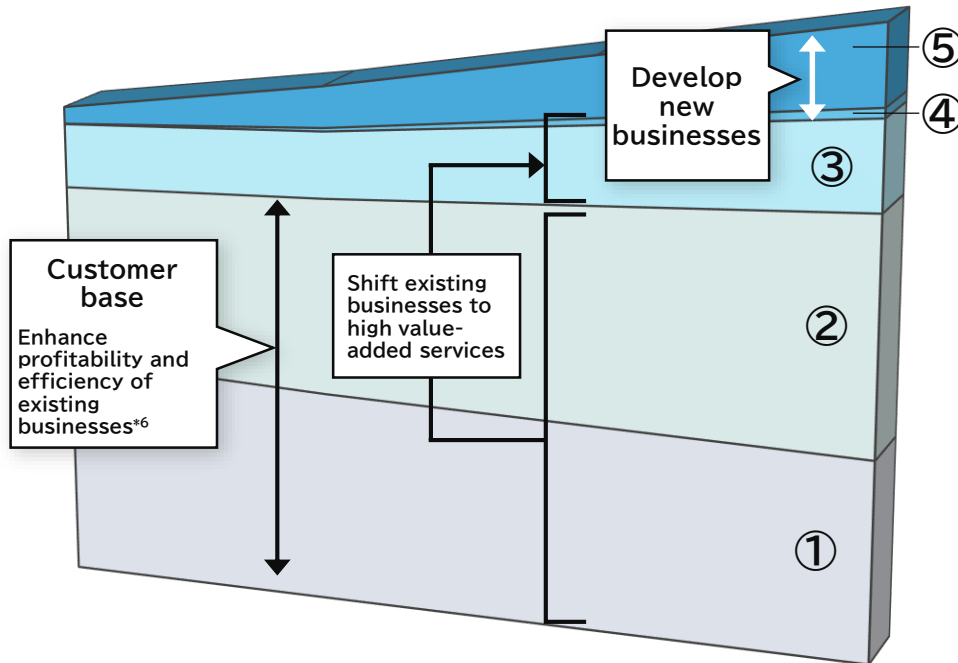 ⑤
Develop
new
businesses
④
③
Customer
base
Enhance
profitability and
efficiency of
existing
businesses*6
Shift existing
businesses to
high value-
added services
②
①